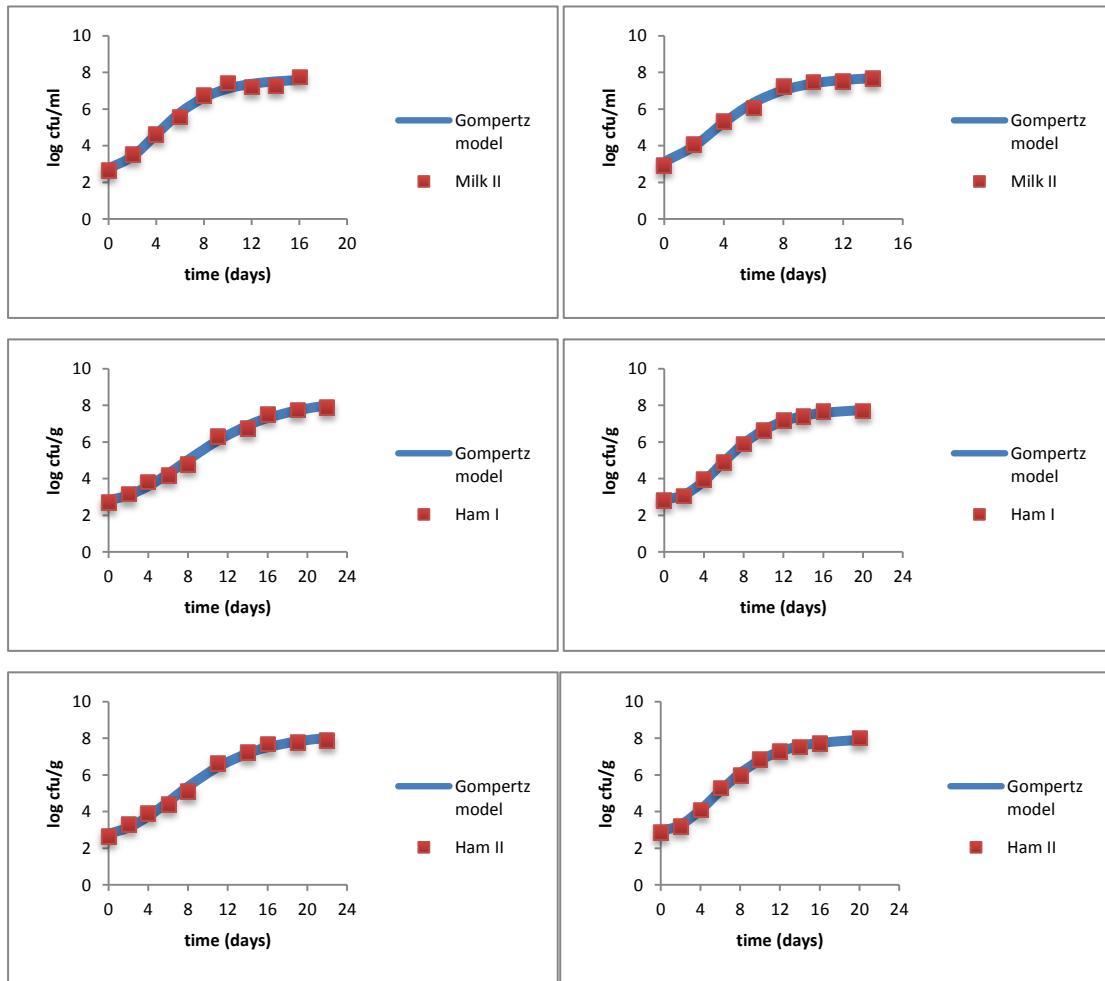 10
8
6
4
2
0
log cfu/ml
0 4 8 12 16 20
time (days)
Gompertz
model
Milk II
10
8
6
4
2
0
log cfu/ml
0 4 8 12 16
time (days)
Gompertz
model
Milk II
10
8
6
4
2
0
log cfu/g
0 4 8 12 16 20 24
time (days)
Gompertz
model
Ham I
10
8
6
4
2
0
log cfu/g
0 4 8 12 16 20 24
time (days)
Gompertz
model
Ham I
10
8
6
4
2
0
log cfu/g
0 4 8 12 16 20 24
time (days)
Gompertz
model
Ham II
10
8
6
4
2
0
log cfu/g
0 4 8 12 16 20 24
time (days)
Gompertz
model
Ham II